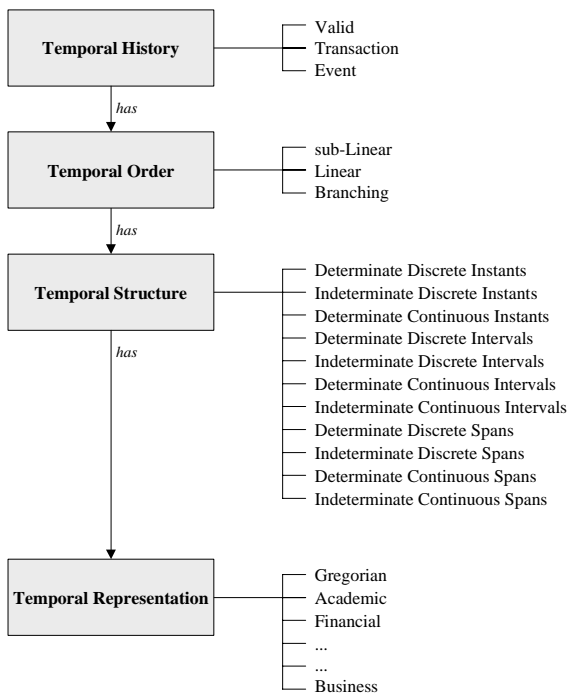 Temporal History
Valid
Transaction
Event
has
Temporal Order
sub-Linear
Linear
Branching
has
Temporal Structure
Determinate Discrete Instants
Indeterminate Discrete Instants
Determinate Continuous Instants
Determinate Discrete Intervals
Indeterminate Discrete Intervals
Determinate Continuous Intervals
Indeterminate Continuous Intervals
Determinate Discrete Spans
Indeterminate Discrete Spans
Determinate Continuous Spans
Indeterminate Continuous Spans
has
Temporal Representation
Gregorian
Academic
Financial
...
...
Business